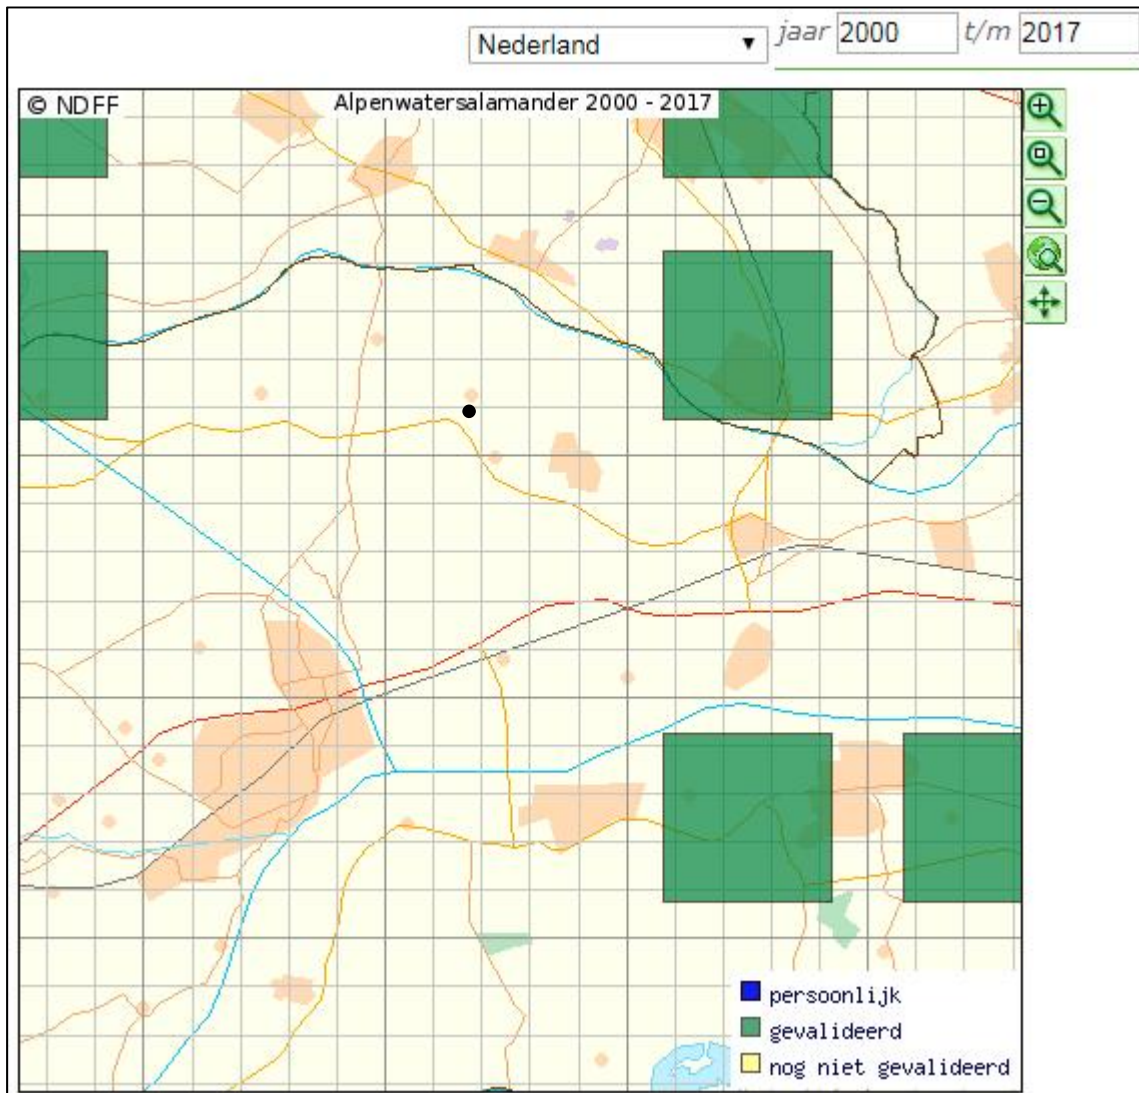 Nederland jaar 2000 t/m 2017
© NDFF Alpenwatersalamander 2000 - 2017
persoonlijk
gevalideerd
nog niet gevalideerd